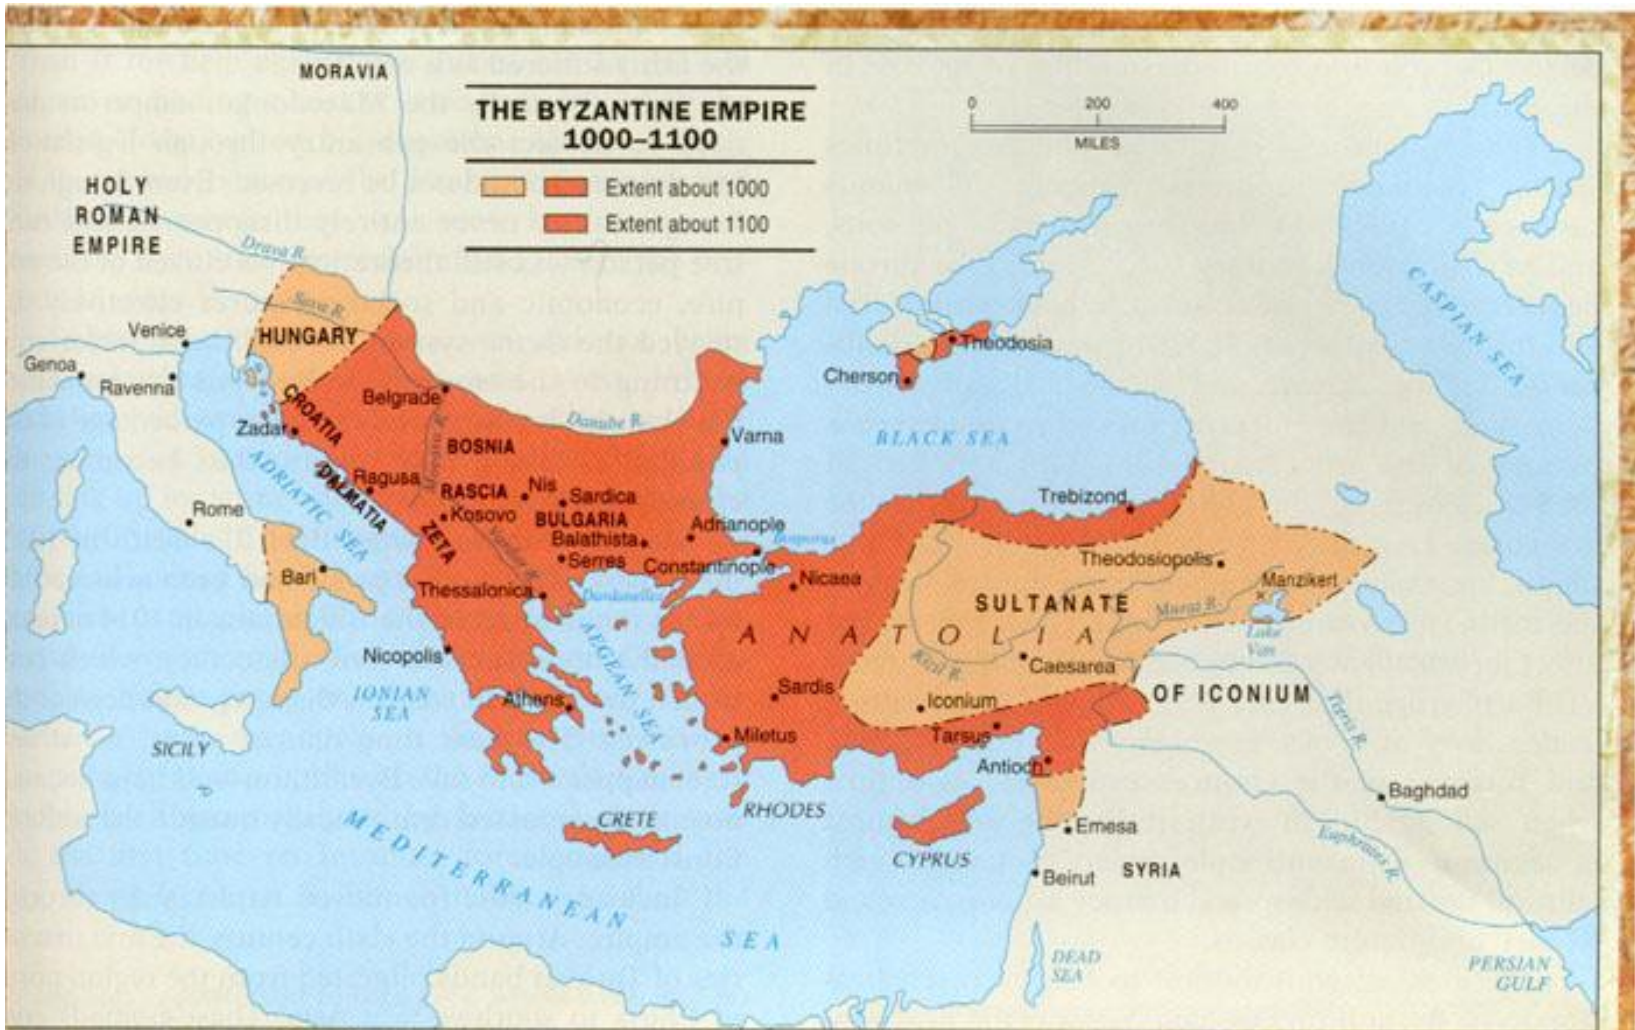 MORAVIA
THE BYZANTINE EMPIRE
1000–1100
Extent about 1000
Extent about 1100
0 200 400
MILES
HOLY
ROMAN
EMPIRE
Drava R.
Sava R.
HUNGARY
Venice
Genoa
Ravenna
CROATIA
Belgrade
Zadar
BOSNIA
Danube R.
Varna
Cherson
Theodosia
BLACK SEA
CASPIAN SEA
ADRIATIC SEA
DALMATIA
Ragusa
Rome
RASCIA
Nis
Sardica
Kosovo
BULGARIA
ZETA
Balathista
Adrianople
Serres
Constantinople
Bosporus
Trebizond
Bari
Thessalonica
Dardanelles
Nicaea
Theodosiopolis
Manzikert
SULTANATE
Murat R.
ANATOLIA
Lake
Van
Kizil R.
Caesarea
Nicopolis
AEGEAN SEA
IONIAN
SEA
Athens
Sardis
Iconium
OF ICONIUM
Tigris R.
Miletus
Tarsus
SICILY
Antioch
Baghdad
RHODES
CRETE
CYPRUS
Emesa
Euphrates R.
Beirut
SYRIA
MEDITERRANEAN
SEA
DEAD
SEA
PERSIAN
GULF